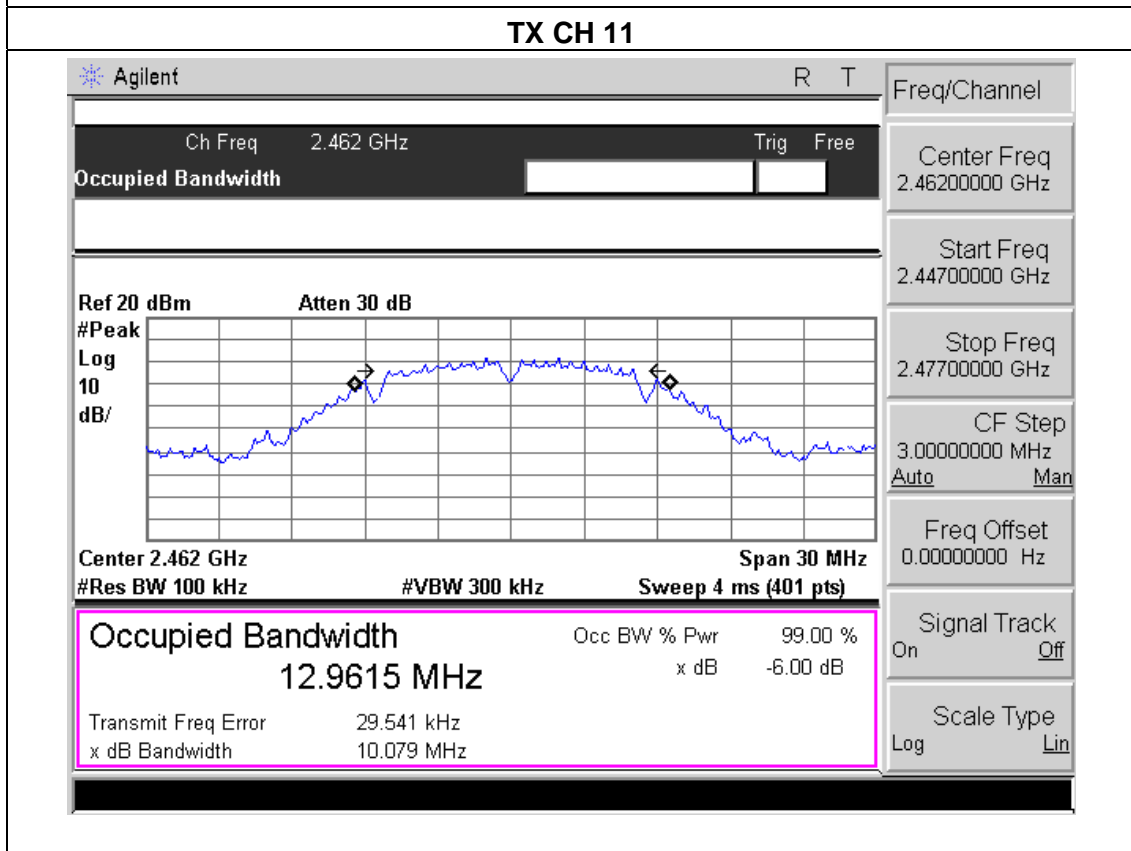 TX CH 11
Agilent R T
Ch Freq 2.462 GHz Trig Free
Occupied Bandwidth
Ref 20 dBm Atten 30 dB
#Peak
Log
10
dB/
Center 2.462 GHz Span 30 MHz
#Res BW 100 kHz #VBW 300 kHz Sweep 4 ms (401 pts)
Occupied Bandwidth
12.9615 MHz
Occ BW % Pwr 99.00 %
x dB -6.00 dB
Transmit Freq Error 29.541 kHz
x dB Bandwidth 10.079 MHz
Freq/Channel
Center Freq
2.46200000 GHz
Start Freq
2.44700000 GHz
Stop Freq
2.47700000 GHz
CF Step
3.00000000 MHz
Auto Man
Freq Offset
0.00000000 Hz
Signal Track
On Off
Scale Type
Log Lin